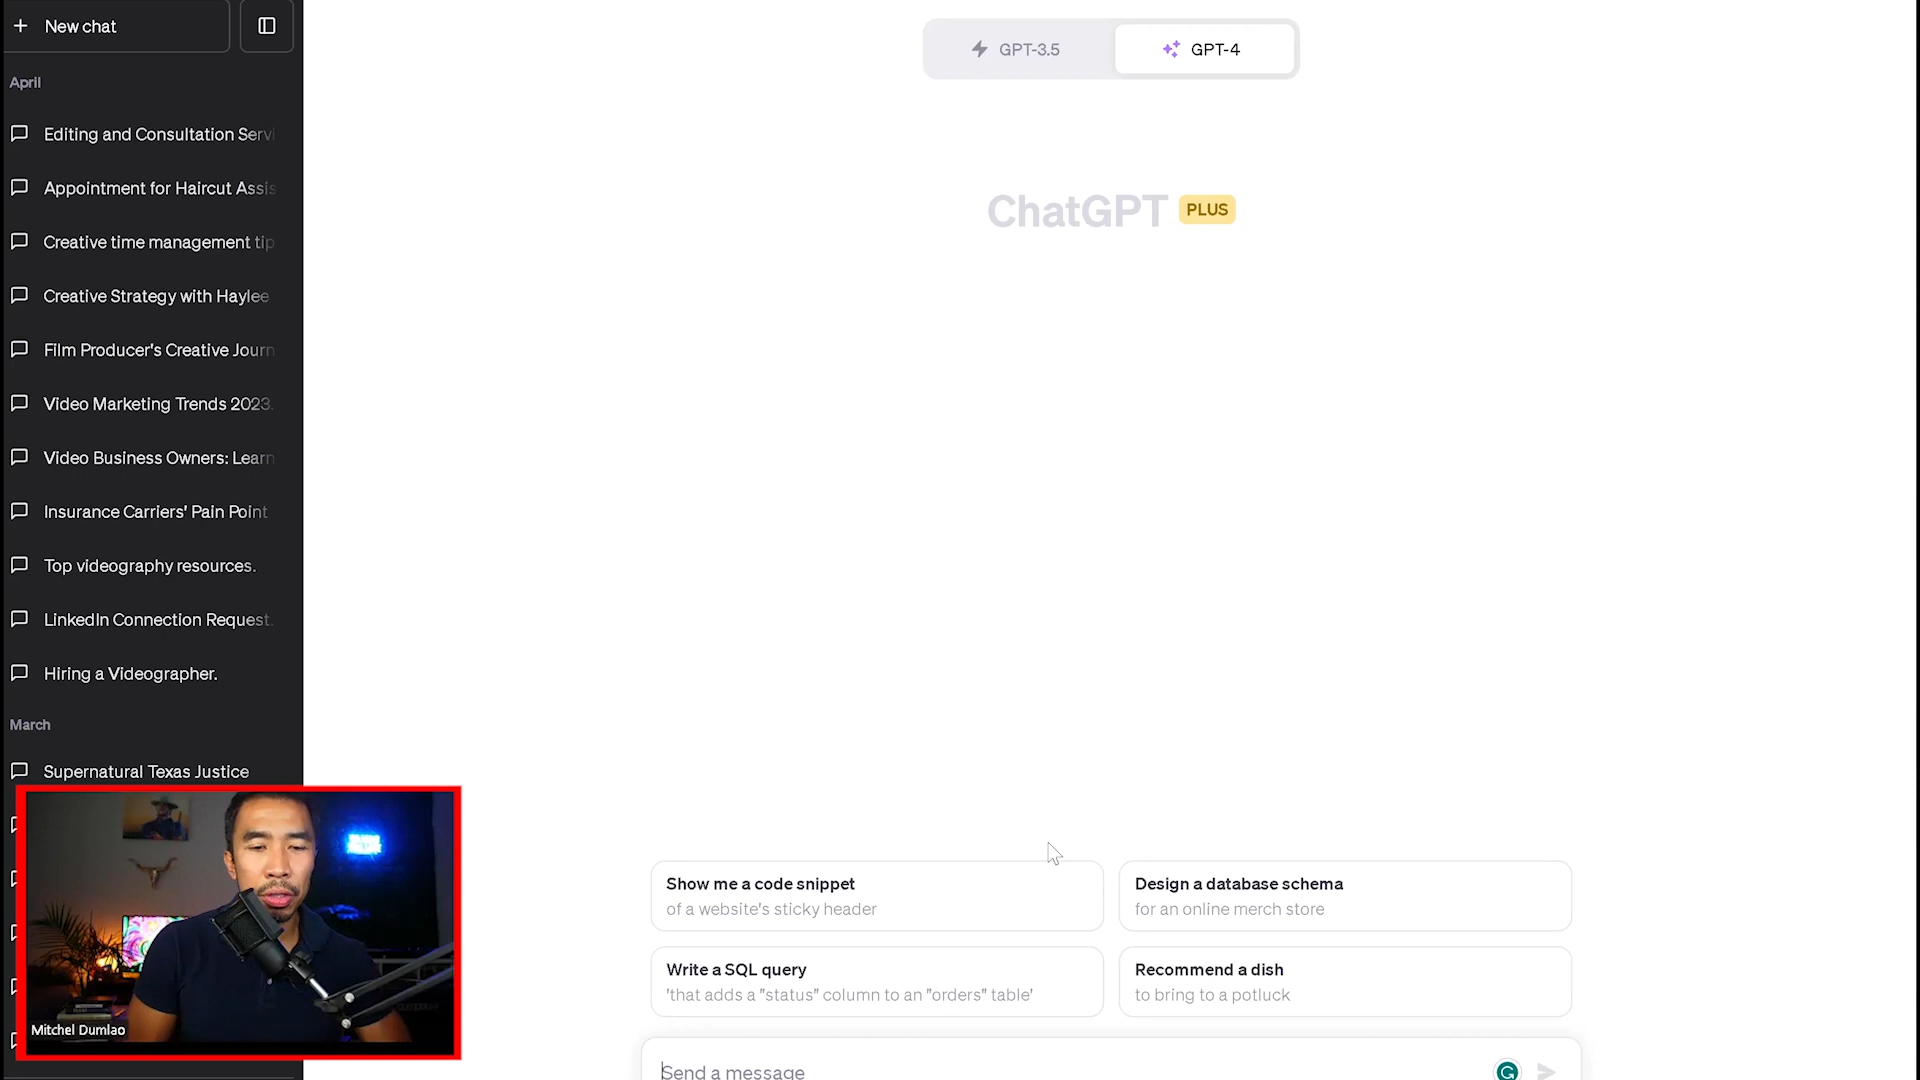 New chat
April
Editing and Consultation Servi
Appointment for Haircut Assis
Creative time management tip
Creative Strategy with Haylee
Film Producer's Creative Journ
Video Marketing Trends 2023.
Video Business Owners: Learn
Insurance Carriers' Pain Point
Top videography resources.
LinkedIn Connection Request.
Hiring a Videographer.
March
Supernatural Texas Justice
Mitchel Dumlao
GPT-3.5
GPT-4
ChatGPT PLUS
Show me a code snippet
of a website's sticky header
Design a database schema
for an online merch store
Write a SQL query
'that adds a "status" column to an "orders" table'
Recommend a dish
to bring to a potluck
Send a message